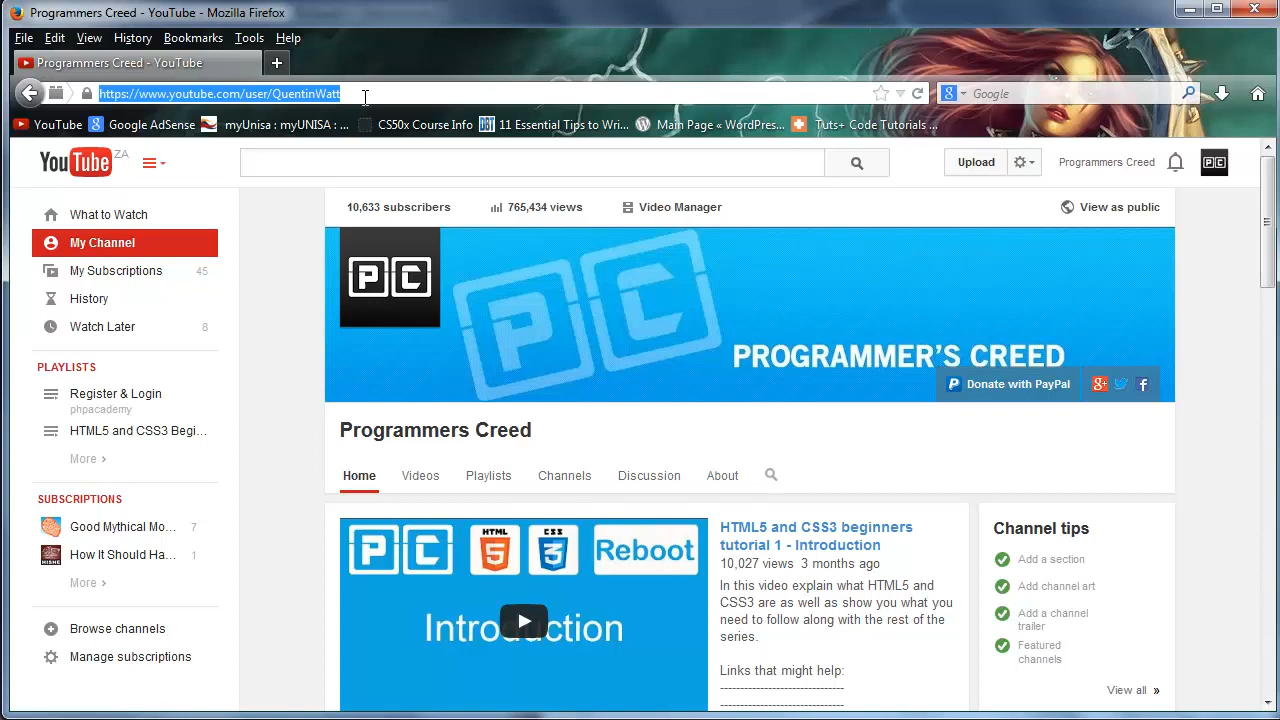 Programmers Creed - YouTube - Mozilla Firefox
File Edit View History Bookmarks Tools Help
Programmers Creed - YouTube
https://www.youtube.com/user/QuentinWatt
Google
YouTube Google AdSense myUnisa : myUNISA : ... CS50x Course Info 11 Essential Tips to Wri... Main Page « WordPress... Tuts+ Code Tutorials ...
YouTube ZA
Upload
Programmers Creed
PC
What to Watch
My Channel
My Subscriptions 45
History
Watch Later 8
PLAYLISTS
Register & Login
phpacademy
HTML5 and CSS3 Begi...
More ›
SUBSCRIPTIONS
Good Mythical Mo... 7
How It Should Ha... 1
More ›
Browse channels
Manage subscriptions
10,633 subscribers 765,434 views Video Manager View as public
PC
PC
PROGRAMMER'S CREED
Donate with PayPal
Programmers Creed
Home Videos Playlists Channels Discussion About
PC HTML 5 CSS 3 Reboot
Introduction
HTML5 and CSS3 beginners
tutorial 1 - Introduction
10,027 views 3 months ago
In this video explain what HTML5 and
CSS3 are as well as show you what you
need to follow along with the rest of the
series.
Links that might help:
-------------------------------
-------------------------------
Channel tips
Add a section
Add channel art
Add a channel
trailer
Featured
channels
View all »